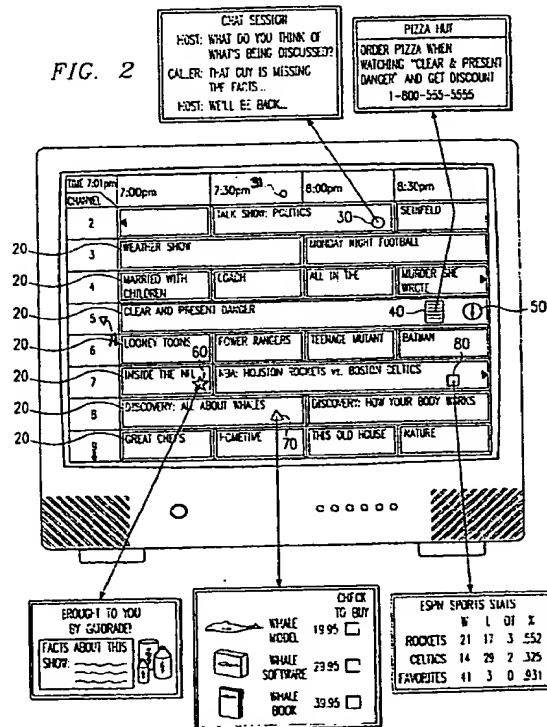 FIG. 2
CHAT SESSION
HOST: WHAT DO YOU THINK OF
WHAT'S BEING DISCUSSED?
CALLER: THAT GUY IS MISSING
THE FACTS...
HOST: WE'LL BE BACK...
PIZZA HUT
ORDER PIZZA WHEN
WATCHING "CLEAR & PRESENT
DANGER" AND GET DISCOUNT
1-800-555-5555
TIME 7:01pm
CHANNEL
7:00pm 7:30pm 31 8:00pm 8:30pm
2 TALK SHOW: POLITICS 30 SEINFELD
20 3 WEATHER SHOW MONDAY NIGHT FOOTBALL
20 4 MARRIED WITH CHILDREN COACH ALL IN THE MURDER SHE WROTE
20 5 CLEAR AND PRESENT DANGER 40 50
20 6 LOONEY TOONS 60 POWER RANGERS TEENAGE MUTANT BATMAN 80
20 7 INSIDE THE NBA: HOUSTON ROCKETS vs. BOSTON CELTICS
20 8 DISCOVERY: ALL ABOUT WHALES DISCOVERY: HOW YOUR BODY WORKS
20 GREAT CHEFS HOMETIME 70 THIS OLD HOUSE NATURE
BROUGHT TO YOU
BY GUTORADE!
FACTS ABOUT THIS
SHOW:
CHECK
TO BUY
WHALE
MODEL 19.95
WHALE
SOFTWARE 29.95
WHALE
BOOK 39.95
ESPN SPORTS STATS
W L OT %
ROCKETS 21 17 3 .552
CELTICS 14 29 2 .325
FAVORITES 41 3 0 .931